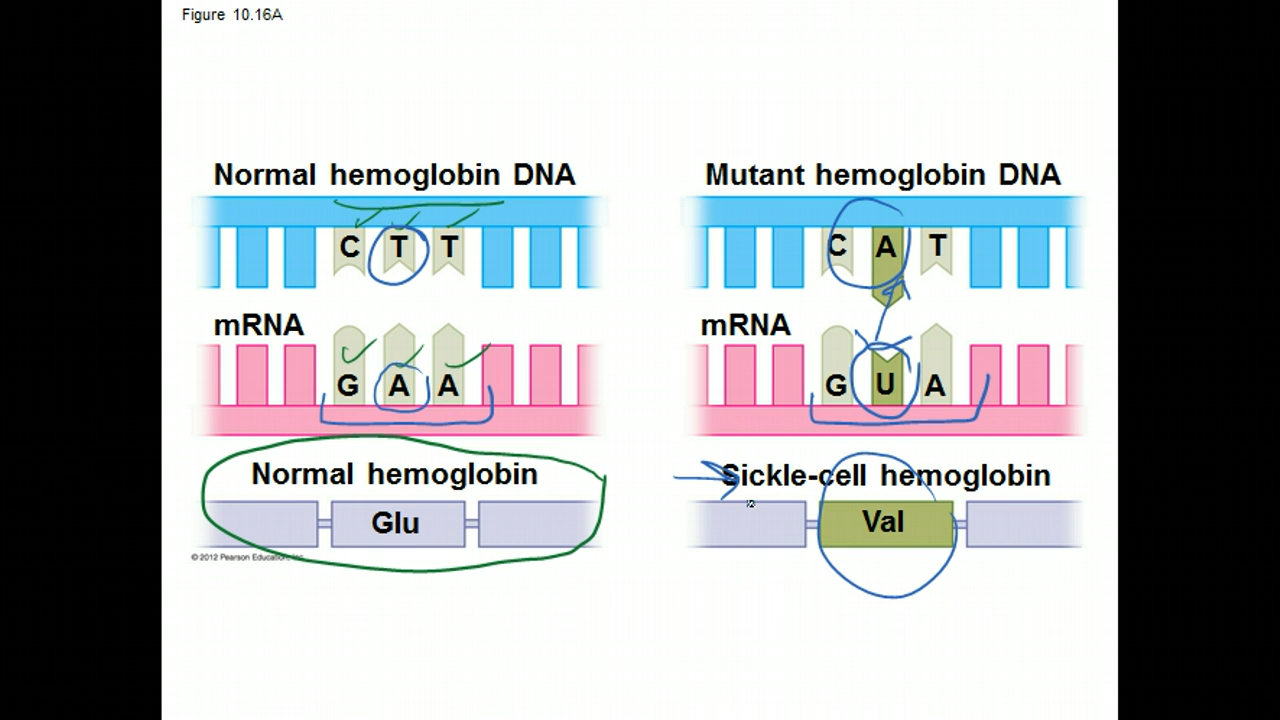 Figure 10.16A
Normal hemoglobin DNA
C T T
mRNA
G A A
Normal hemoglobin
Glu
© 2012 Pearson Education, Inc.
Mutant hemoglobin DNA
C A T
mRNA
G U A
Sickle-cell hemoglobin
Val